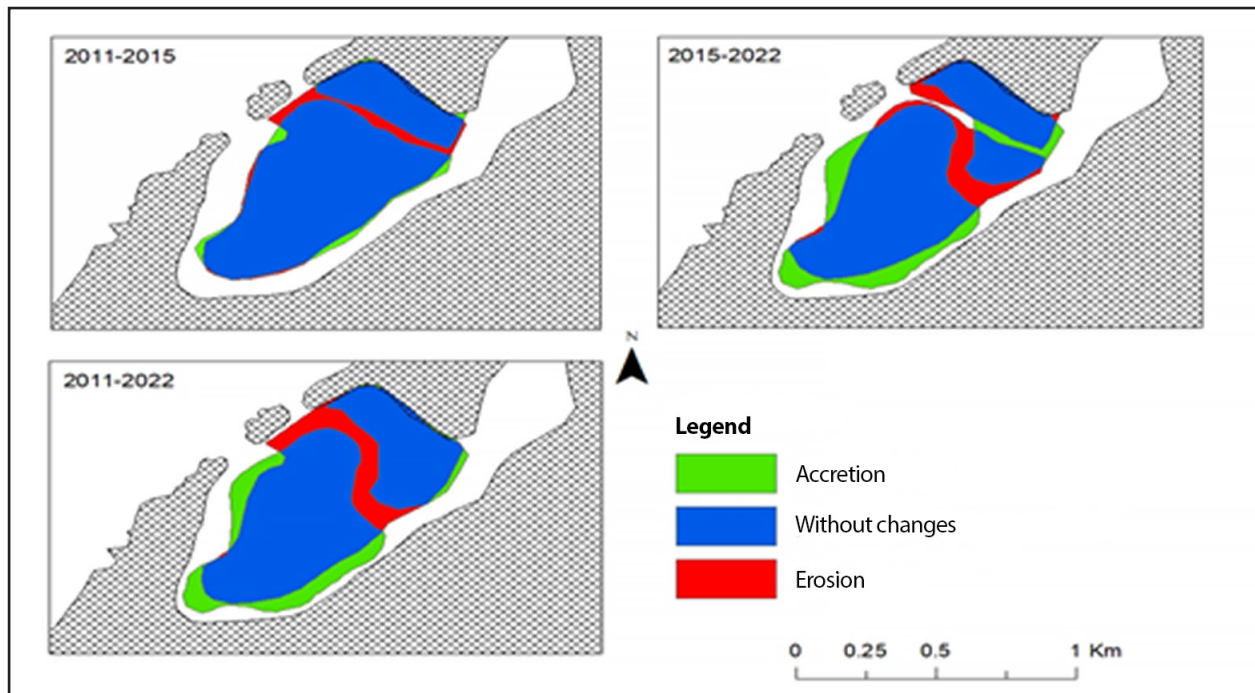 2011-2015
2015-2022
2011-2022
N
Legend
Accretion
Without changes
Erosion
0 0.25 0.5 1 Km